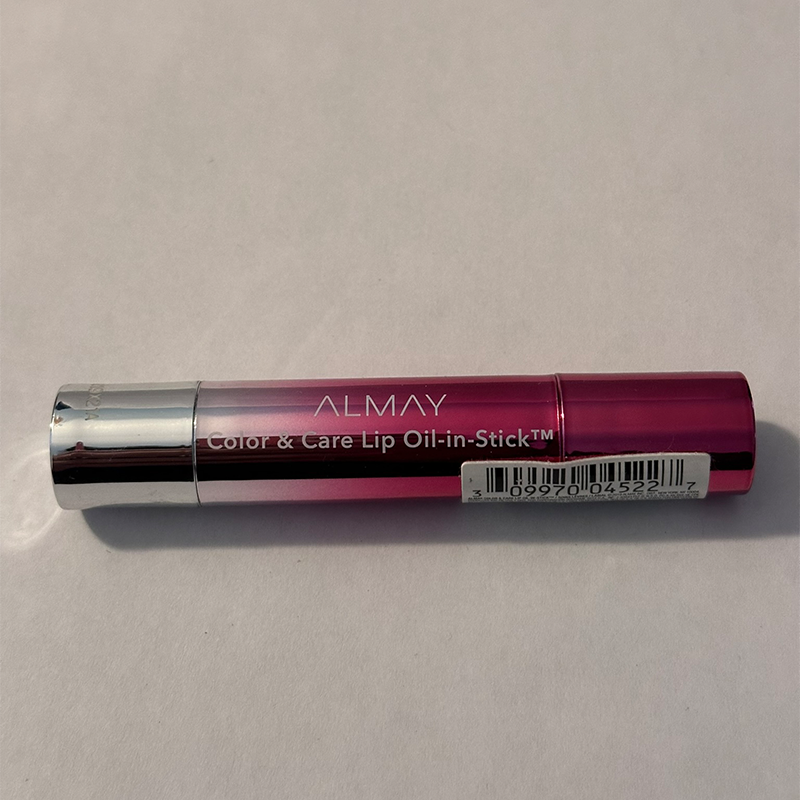 ALMAY
Color & Care Lip Oil-in-Stick™
3 09970 04522 7